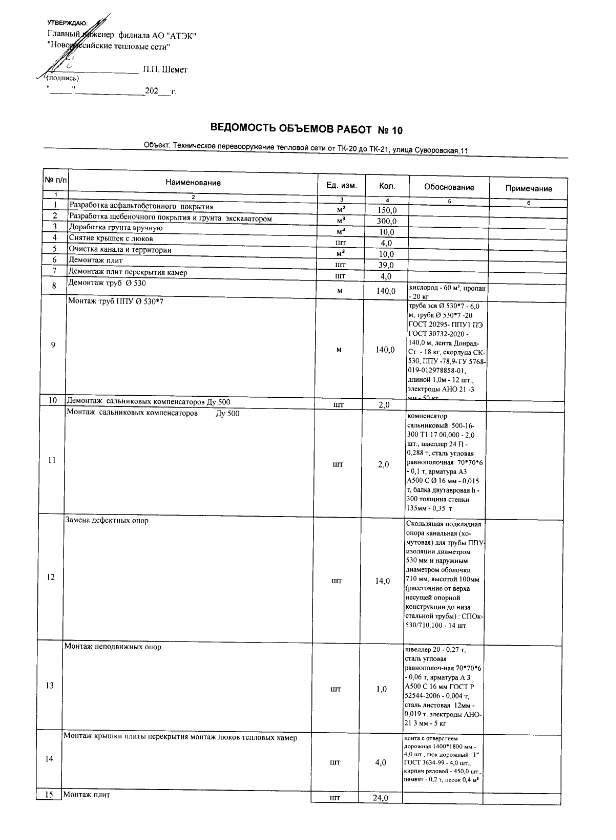 УТВЕРЖДАЮ:
Главный инженер филиала АО "АТЭК"
"Новороссийские тепловые сети"
П.П. Шемет
(подпись)
"____"____________202___г.
ВЕДОМОСТЬ ОБЪЕМОВ РАБОТ № 10
Объект: Техническое перевооружение тепловой сети от ТК-20 до ТК-21, улица Суворовская,11
№ п/п Наименование Ед. изм. Кол. Обоснование Примечание
1 2 3 4 5 6
1 Разработка асфальтобетонного покрытия м² 150,0
2 Разработка щебеночного покрытия и грунта экскаватором м³ 300,0
3 Доработка грунта вручную м³ 10,0
4 Снятие крышек с люков шт 4,0
5 Очистка канала и территории м³ 10,0
6 Демонтаж плит шт 39,0
7 Демонтаж плит перекрытия камер шт 4,0
8 Демонтаж труб Ø 530 м 140,0 кислород - 60 м³, пропан
- 20 кг
9 Монтаж труб ППУ Ø 530*7 м 140,0
труба эсв Ø 530*7 - 6,0
м, труба Ø 530*7 -20
ГОСТ 20295- ППУ1 ПЭ
ГОСТ 30732-2020 -
140,0 м, лента Донрад-
Ст - 18 кг, скорлупа СК-
530, ППУ -78,9-ТУ 5768-
019-012978858-01,
длиной 1,0м - 12 шт.,
электроды АНО 21 -3
мм - 50 кг
10 Демонтаж сальниковых компенсаторов Ду 500 шт 2,0
11 Монтаж сальниковых компенсаторов Ду 500 шт 2,0
компенсатор
сальниковый 500-16-
300 Т1 17 00,000 - 2,0
шт., швеллер 24 П -
0,288 т, сталь угловая
равнополочная 70*70*6
- 0,1 т, арматура А3
А500 С Ø 16 мм - 0,015
т, балка двутавровая h -
300 толщина стенки
135мм - 0,35 т
12 Замена дефектных опор шт 14,0
Скользящая подкладная
опора канальная (хо-
мутовая) для трубы ППУ-
изоляции диаметром
530 мм и наружным
диаметром оболочки
710 мм, высотой 100мм
(расстояние от верха
несущей опорной
конструкции до низа
стальной трубы) : СПОк-
530/710.100 - 14 шт
13 Монтаж неподвижных опор шт 1,0
швеллер 20 - 0.27 т,
сталь угловая
равнополоч-ная 70*70*6
- 0,06 т, арматура А 3
А500 С 16 мм ГОСТ Р
52544-2006 - 0,004 т,
сталь листовая 12мм -
0,019 т, электроды АНО-
21 3 мм - 5 кг
14 Монтаж крышки плиты перекрытия монтаж люков тепловых камер шт 4,0
плита с отверстием
дорожная 1400*1800 мм -
4,0 шт., люк дорожный "Т"
ГОСТ 3634-99 - 4,0 шт.,
кирпич рядовой - 450,0 шт.,
цемент - 0,2 т, песок 0,4 м³
15 Монтаж плит шт 24,0